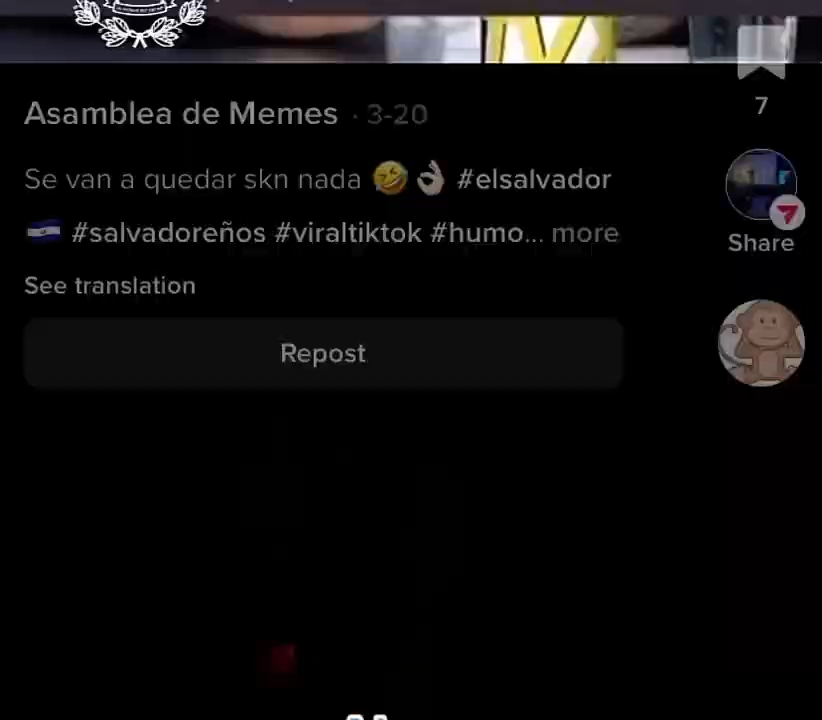 7
Asamblea de Memes · 3-20
Se van a quedar skn nada 🤣👌🏻 #elsalvador
🇸🇻 #salvadoreños #viraltiktok #humo... more
Share
See translation
Repost